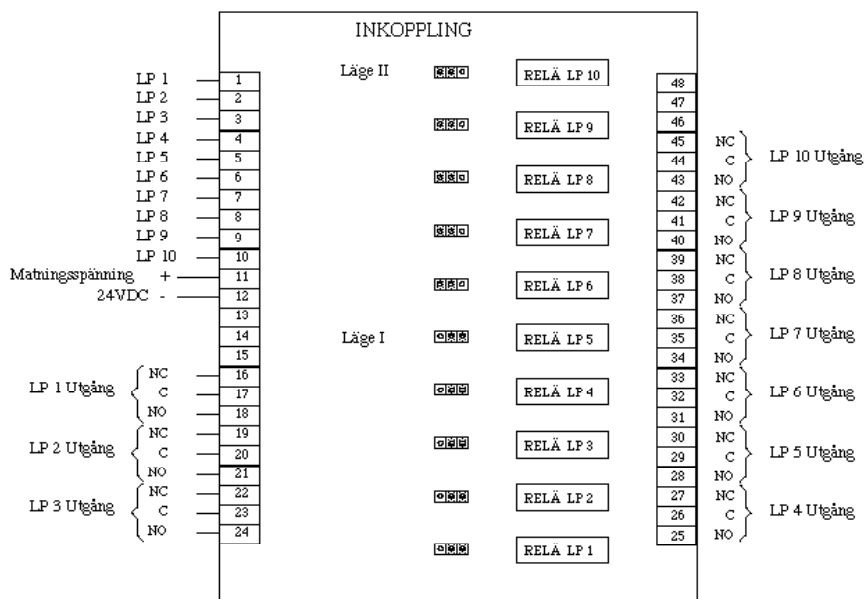 INKOPPLING
Läge II
Läge I
LP 1 1
LP 2 2
LP 3 3
LP 4 4
LP 5 5
LP 6 6
LP 7 7
LP 8 8
LP 9 9
LP 10 10
Matningsspänning + 11
24VDC - 12
13
14
15
LP 1 Utgång
NC 16
C 17
NO 18
LP 2 Utgång
NC 19
C 20
NO 21
LP 3 Utgång
NC 22
C 23
NO 24
RELÄ LP 10
RELÄ LP 9
RELÄ LP 8
RELÄ LP 7
RELÄ LP 6
RELÄ LP 5
RELÄ LP 4
RELÄ LP 3
RELÄ LP 2
RELÄ LP 1
48
47
46
45 NC
44 C
43 NO
LP 10 Utgång
42 NC
41 C
40 NO
LP 9 Utgång
39 NC
38 C
37 NO
LP 8 Utgång
36 NC
35 C
34 NO
LP 7 Utgång
33 NC
32 C
31 NO
LP 6 Utgång
30 NC
29 C
28 NO
LP 5 Utgång
27 NC
26 C
25 NO
LP 4 Utgång